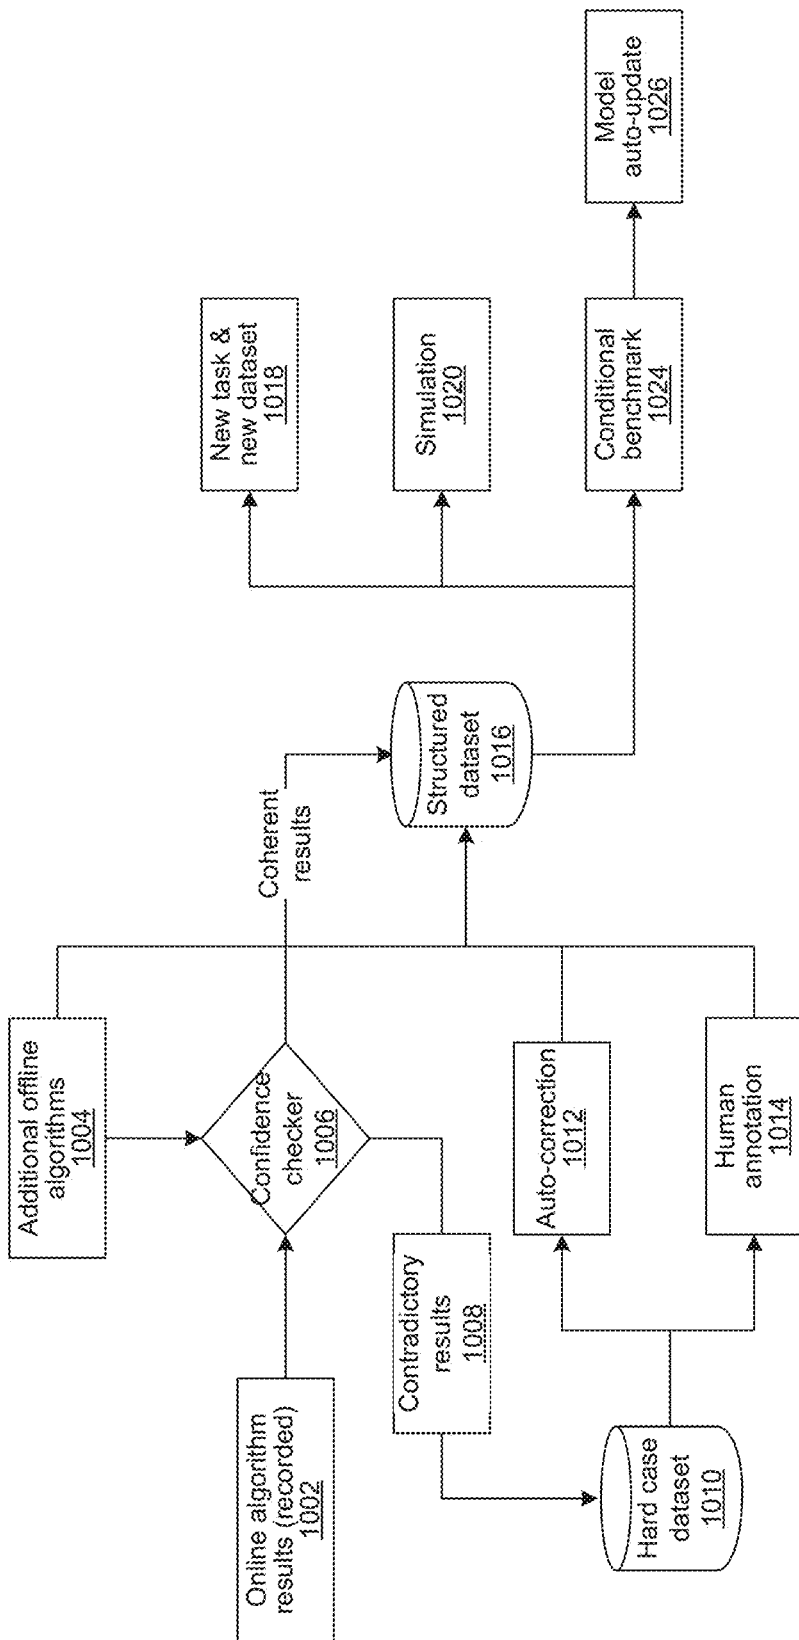 Online algorithm
results (recorded)
1002
Additional offline
algorithms
1004
Confidence
checker
1006
Contradictory
results
1008
Hard case
dataset
1010
Auto-correction
1012
Human
annotation
1014
Coherent
results
Structured
dataset
1016
New task &
new dataset
1018
Simulation
1020
Conditional
benchmark
1024
Model
auto-update
1026